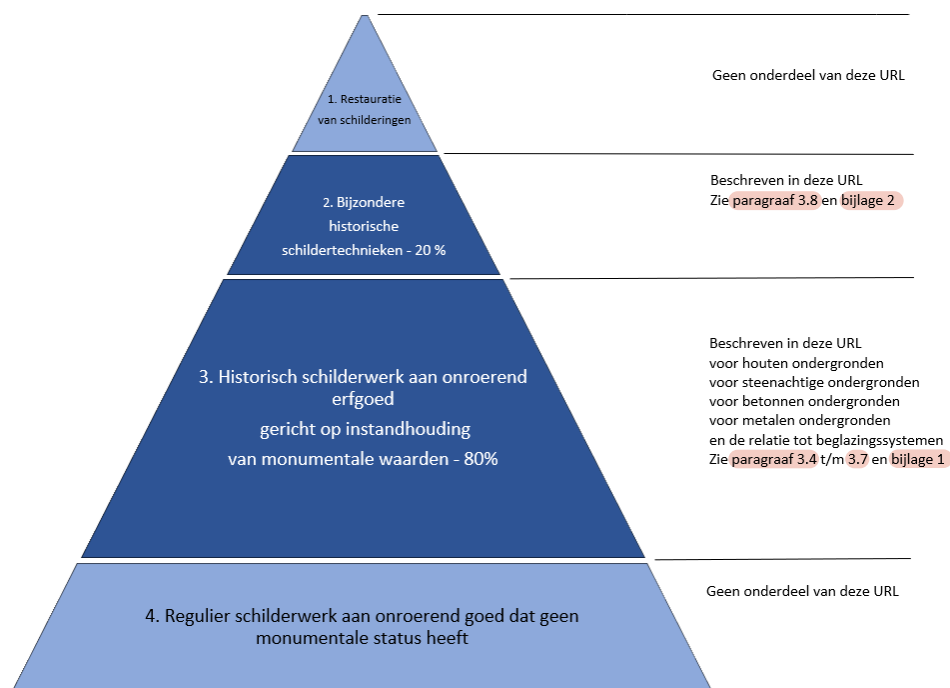 1. Restauratie
van schilderingen
Geen onderdeel van deze URL
2. Bijzondere
historische
schildertechnieken - 20 %
Beschreven in deze URL
Zie paragraaf 3.8 en bijlage 2
3. Historisch schilderwerk aan onroerend
erfgoed
gericht op instandhouding
van monumentale waarden - 80%
Beschreven in deze URL
voor houten ondergronden
voor steenachtige ondergronden
voor betonnen ondergronden
voor metalen ondergronden
en de relatie tot beglazingssystemen
Zie paragraaf 3.4 t/m 3.7 en bijlage 1
4. Regulier schilderwerk aan onroerend goed dat geen
monumentale status heeft
Geen onderdeel van deze URL